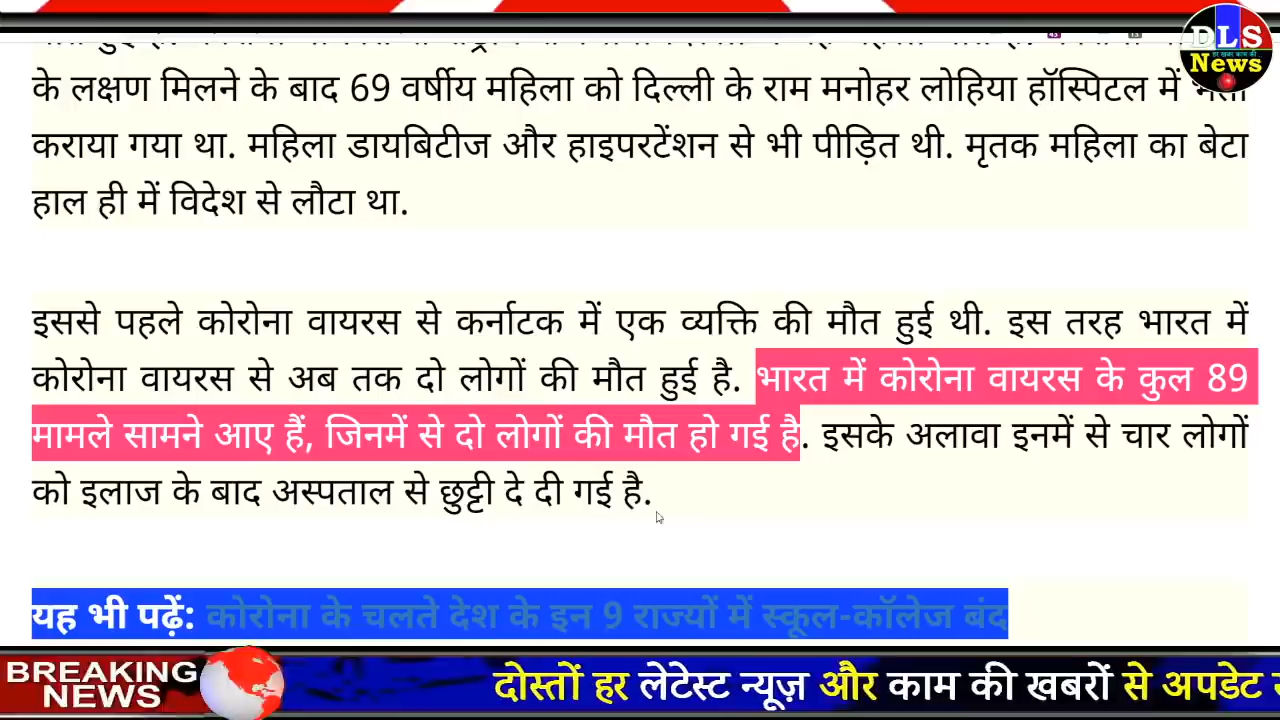 के लक्षण मिलने के बाद 69 वर्षीय महिला को दिल्ली के राम मनोहर लोहिया हॉस्पिटल में
कराया गया था. महिला डायबिटीज और हाइपरटेंशन से भी पीड़ित थी. मृतक महिला का बेटा
हाल ही में विदेश से लौटा था.
इससे पहले कोरोना वायरस से कर्नाटक में एक व्यक्ति की मौत हुई थी. इस तरह भारत में
कोरोना वायरस से अब तक दो लोगों की मौत हुई है. भारत में कोरोना वायरस के कुल 89
मामले सामने आए हैं, जिनमें से दो लोगों की मौत हो गई है. इसके अलावा इनमें से चार लोगों
को इलाज के बाद अस्पताल से छुट्टी दे दी गई है.
यह भी पढ़ें: कोरोना के चलते देश के इन 9 राज्यों में स्कूल-कॉलेज बंद
DLS
News
BREAKING
NEWS
दोस्तों हर लेटेस्ट न्यूज़ और काम की खबरों से अपडेट